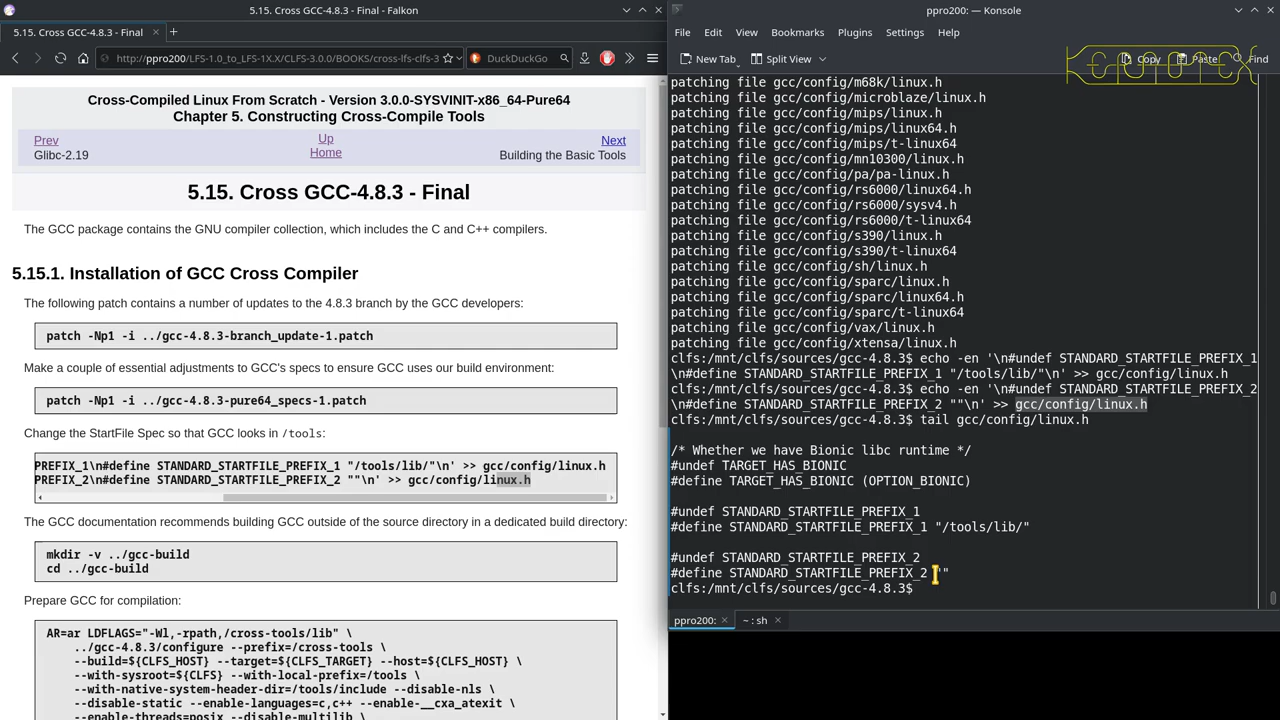 5.15. Cross GCC-4.8.3 - Final - Falkon
5.15. Cross GCC-4.8.3 - Final
http://ppro200/LFS-1.0_to_LFS-1X.X/CLFS-3.0.0/BOOKS/cross-lfs-clfs-3
DuckDuckGo
Cross-Compiled Linux From Scratch - Version 3.0.0-SYSVINIT-x86_64-Pure64
Chapter 5. Constructing Cross-Compile Tools
Prev
Up
Next
Glibc-2.19
Home
Building the Basic Tools
5.15. Cross GCC-4.8.3 - Final
The GCC package contains the GNU compiler collection, which includes the C and C++ compilers.
5.15.1. Installation of GCC Cross Compiler
The following patch contains a number of updates to the 4.8.3 branch by the GCC developers:
patch -Np1 -i ../gcc-4.8.3-branch_update-1.patch
Make a couple of essential adjustments to GCC's specs to ensure GCC uses our build environment:
patch -Np1 -i ../gcc-4.8.3-pure64_specs-1.patch
Change the StartFile Spec so that GCC looks in /tools:
PREFIX_1\n#define STANDARD_STARTFILE_PREFIX_1 "/tools/lib/"\n' >> gcc/config/linux.h
PREFIX_2\n#define STANDARD_STARTFILE_PREFIX_2 ""\n' >> gcc/config/linux.h
The GCC documentation recommends building GCC outside of the source directory in a dedicated build directory:
mkdir -v ../gcc-build
cd ../gcc-build
Prepare GCC for compilation:
AR=ar LDFLAGS="-Wl,-rpath,/cross-tools/lib" \
../gcc-4.8.3/configure --prefix=/cross-tools \
--build=${CLFS_HOST} --target=${CLFS_TARGET} --host=${CLFS_HOST} \
--with-sysroot=${CLFS} --with-local-prefix=/tools \
--with-native-system-header-dir=/tools/include --disable-nls \
--disable-static --enable-languages=c,c++ --enable-__cxa_atexit \
--enable-threads=posix --disable-multilib \
ppro200: — Konsole
File Edit View Bookmarks Plugins Settings Help
New Tab
Split View
Copy
Paste
Find
patching file gcc/config/m68k/linux.h
patching file gcc/config/microblaze/linux.h
patching file gcc/config/mips/linux.h
patching file gcc/config/mips/linux64.h
patching file gcc/config/mips/t-linux64
patching file gcc/config/mn10300/linux.h
patching file gcc/config/pa/pa-linux.h
patching file gcc/config/rs6000/linux64.h
patching file gcc/config/rs6000/sysv4.h
patching file gcc/config/rs6000/t-linux64
patching file gcc/config/s390/linux.h
patching file gcc/config/s390/t-linux64
patching file gcc/config/sh/linux.h
patching file gcc/config/sparc/linux.h
patching file gcc/config/sparc/linux64.h
patching file gcc/config/sparc/t-linux64
patching file gcc/config/vax/linux.h
patching file gcc/config/xtensa/linux.h
clfs:/mnt/clfs/sources/gcc-4.8.3$ echo -en '\n#undef STANDARD_STARTFILE_PREFIX_1
\n#define STANDARD_STARTFILE_PREFIX_1 "/tools/lib/"\n' >> gcc/config/linux.h
clfs:/mnt/clfs/sources/gcc-4.8.3$ echo -en '\n#undef STANDARD_STARTFILE_PREFIX_2
\n#define STANDARD_STARTFILE_PREFIX_2 ""\n' >> gcc/config/linux.h
clfs:/mnt/clfs/sources/gcc-4.8.3$ tail gcc/config/linux.h
/* Whether we have Bionic libc runtime */
#undef TARGET_HAS_BIONIC
#define TARGET_HAS_BIONIC (OPTION_BIONIC)
#undef STANDARD_STARTFILE_PREFIX_1
#define STANDARD_STARTFILE_PREFIX_1 "/tools/lib/"
#undef STANDARD_STARTFILE_PREFIX_2
#define STANDARD_STARTFILE_PREFIX_2 ""
clfs:/mnt/clfs/sources/gcc-4.8.3$
ppro200:
~ : sh